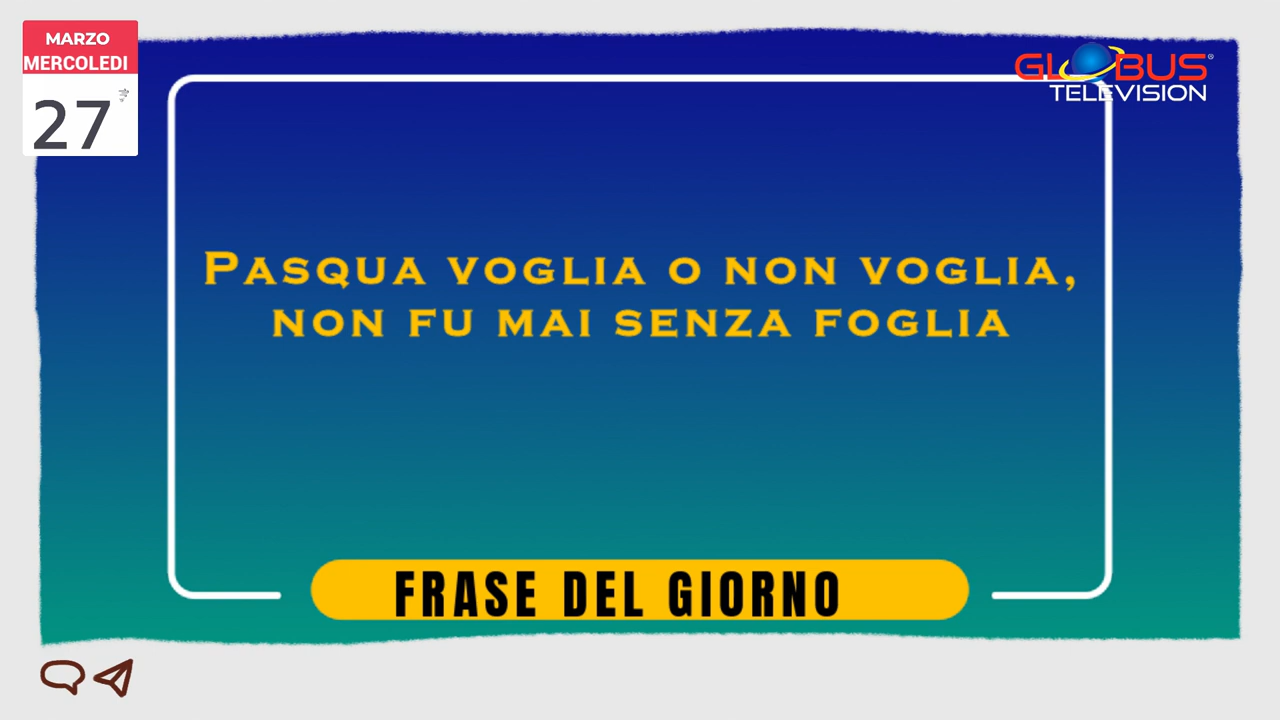 MARZO
MERCOLEDI
27
GLOBUS®
TELEVISION
PASQUA VOGLIA O NON VOGLIA,
NON FU MAI SENZA FOGLIA
FRASE DEL GIORNO